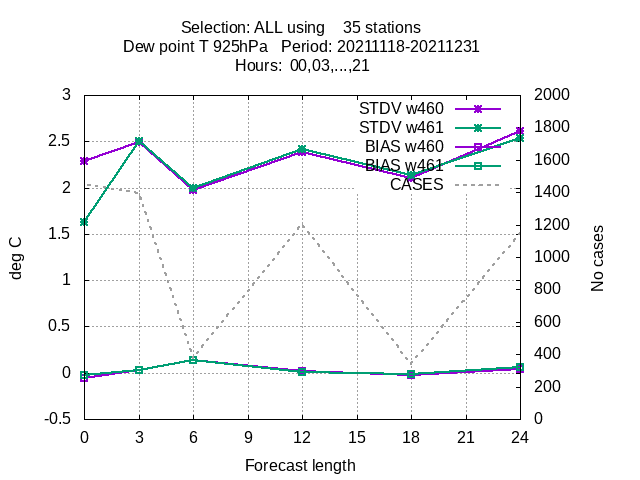 Selection: ALL using    35 stations
Dew point T 925hPa   Period: 20211118-20211231
Hours: 00,03,...,21
STDV w460
STDV w461
BIAS w460
BIAS w461
CASES
3
2.5
2
1.5
1
0.5
0
-0.5
deg C
2000
1800
1600
1400
1200
1000
800
600
400
200
0
No cases
0 3 6 9 12 15 18 21 24
Forecast length